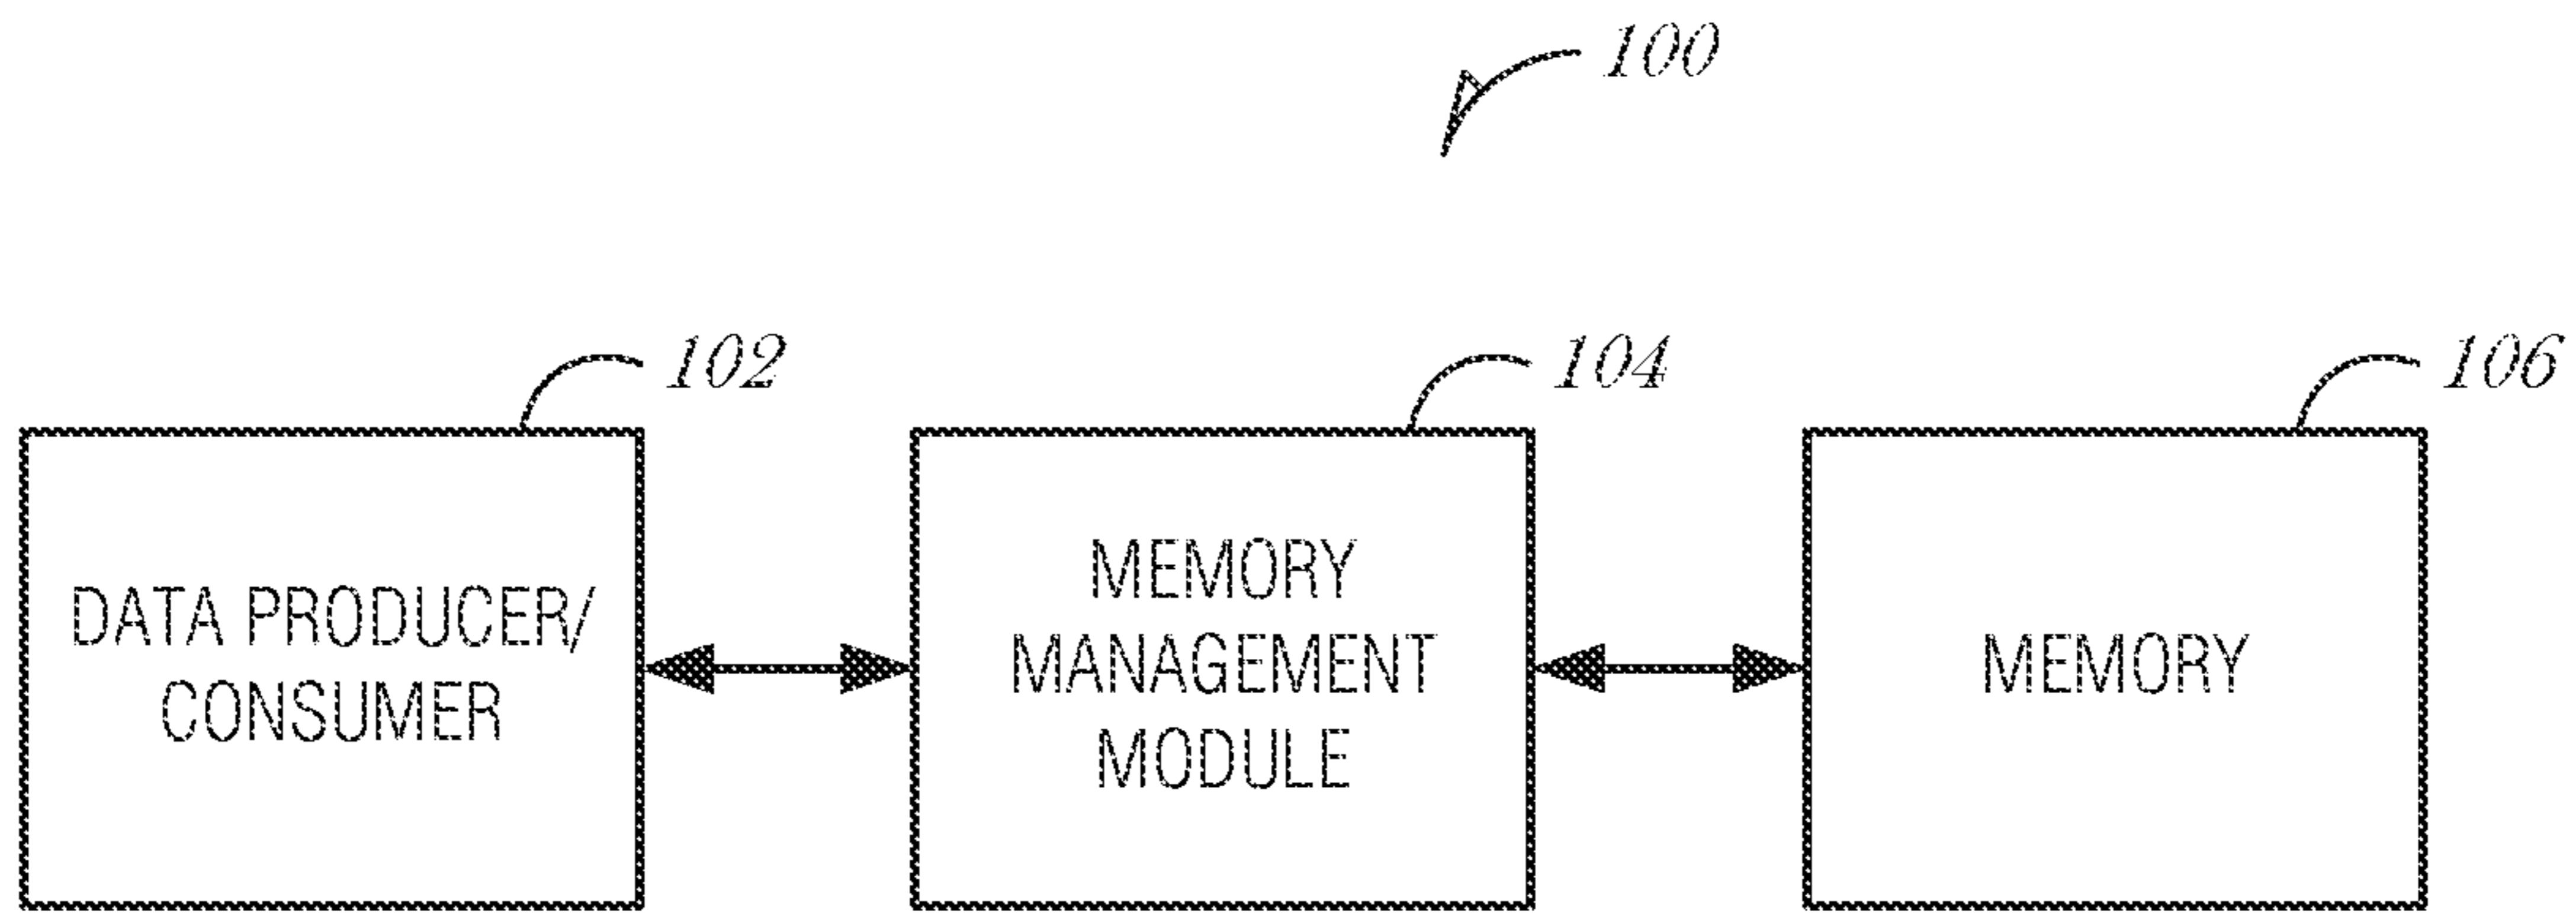 100
102
104
106
DATA PRODUCER/
CONSUMER
MEMORY
MANAGEMENT
MODULE
MEMORY